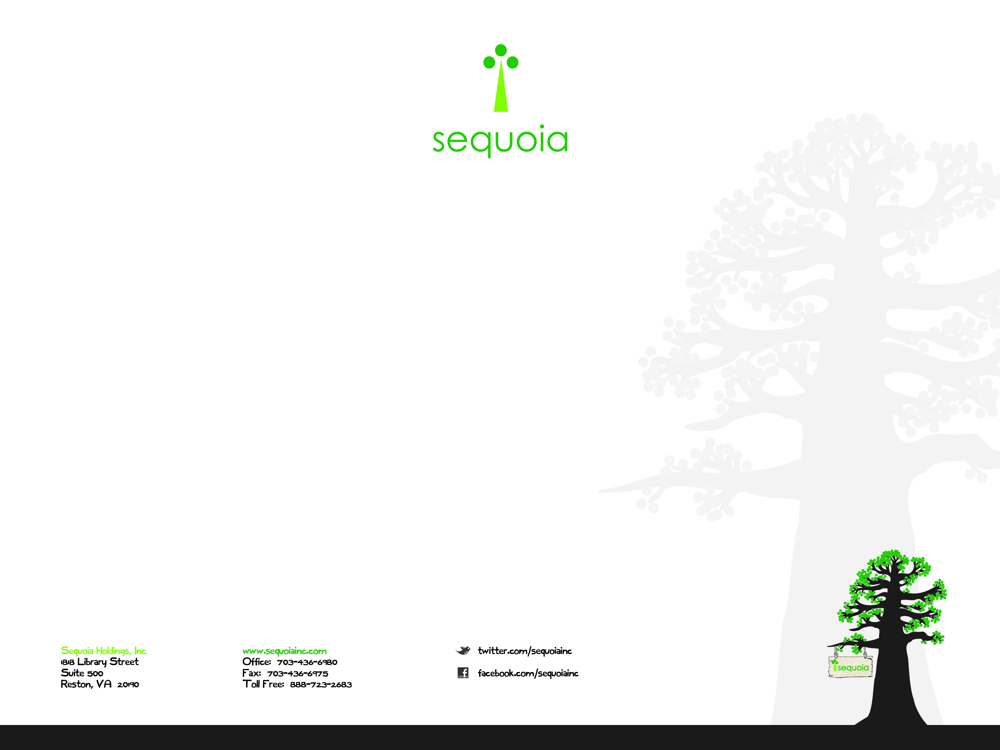 sequoia
Sequoia Holdings, Inc
1818 Library Street
Suite 500
Reston, VA 20190
www.sequoiainc.com
Office: 703-436-6980
Fax: 703-436-6975
Toll Free: 888-723-2683
twitter.com/sequoiainc
facebook.com/sequoiainc
sequoia